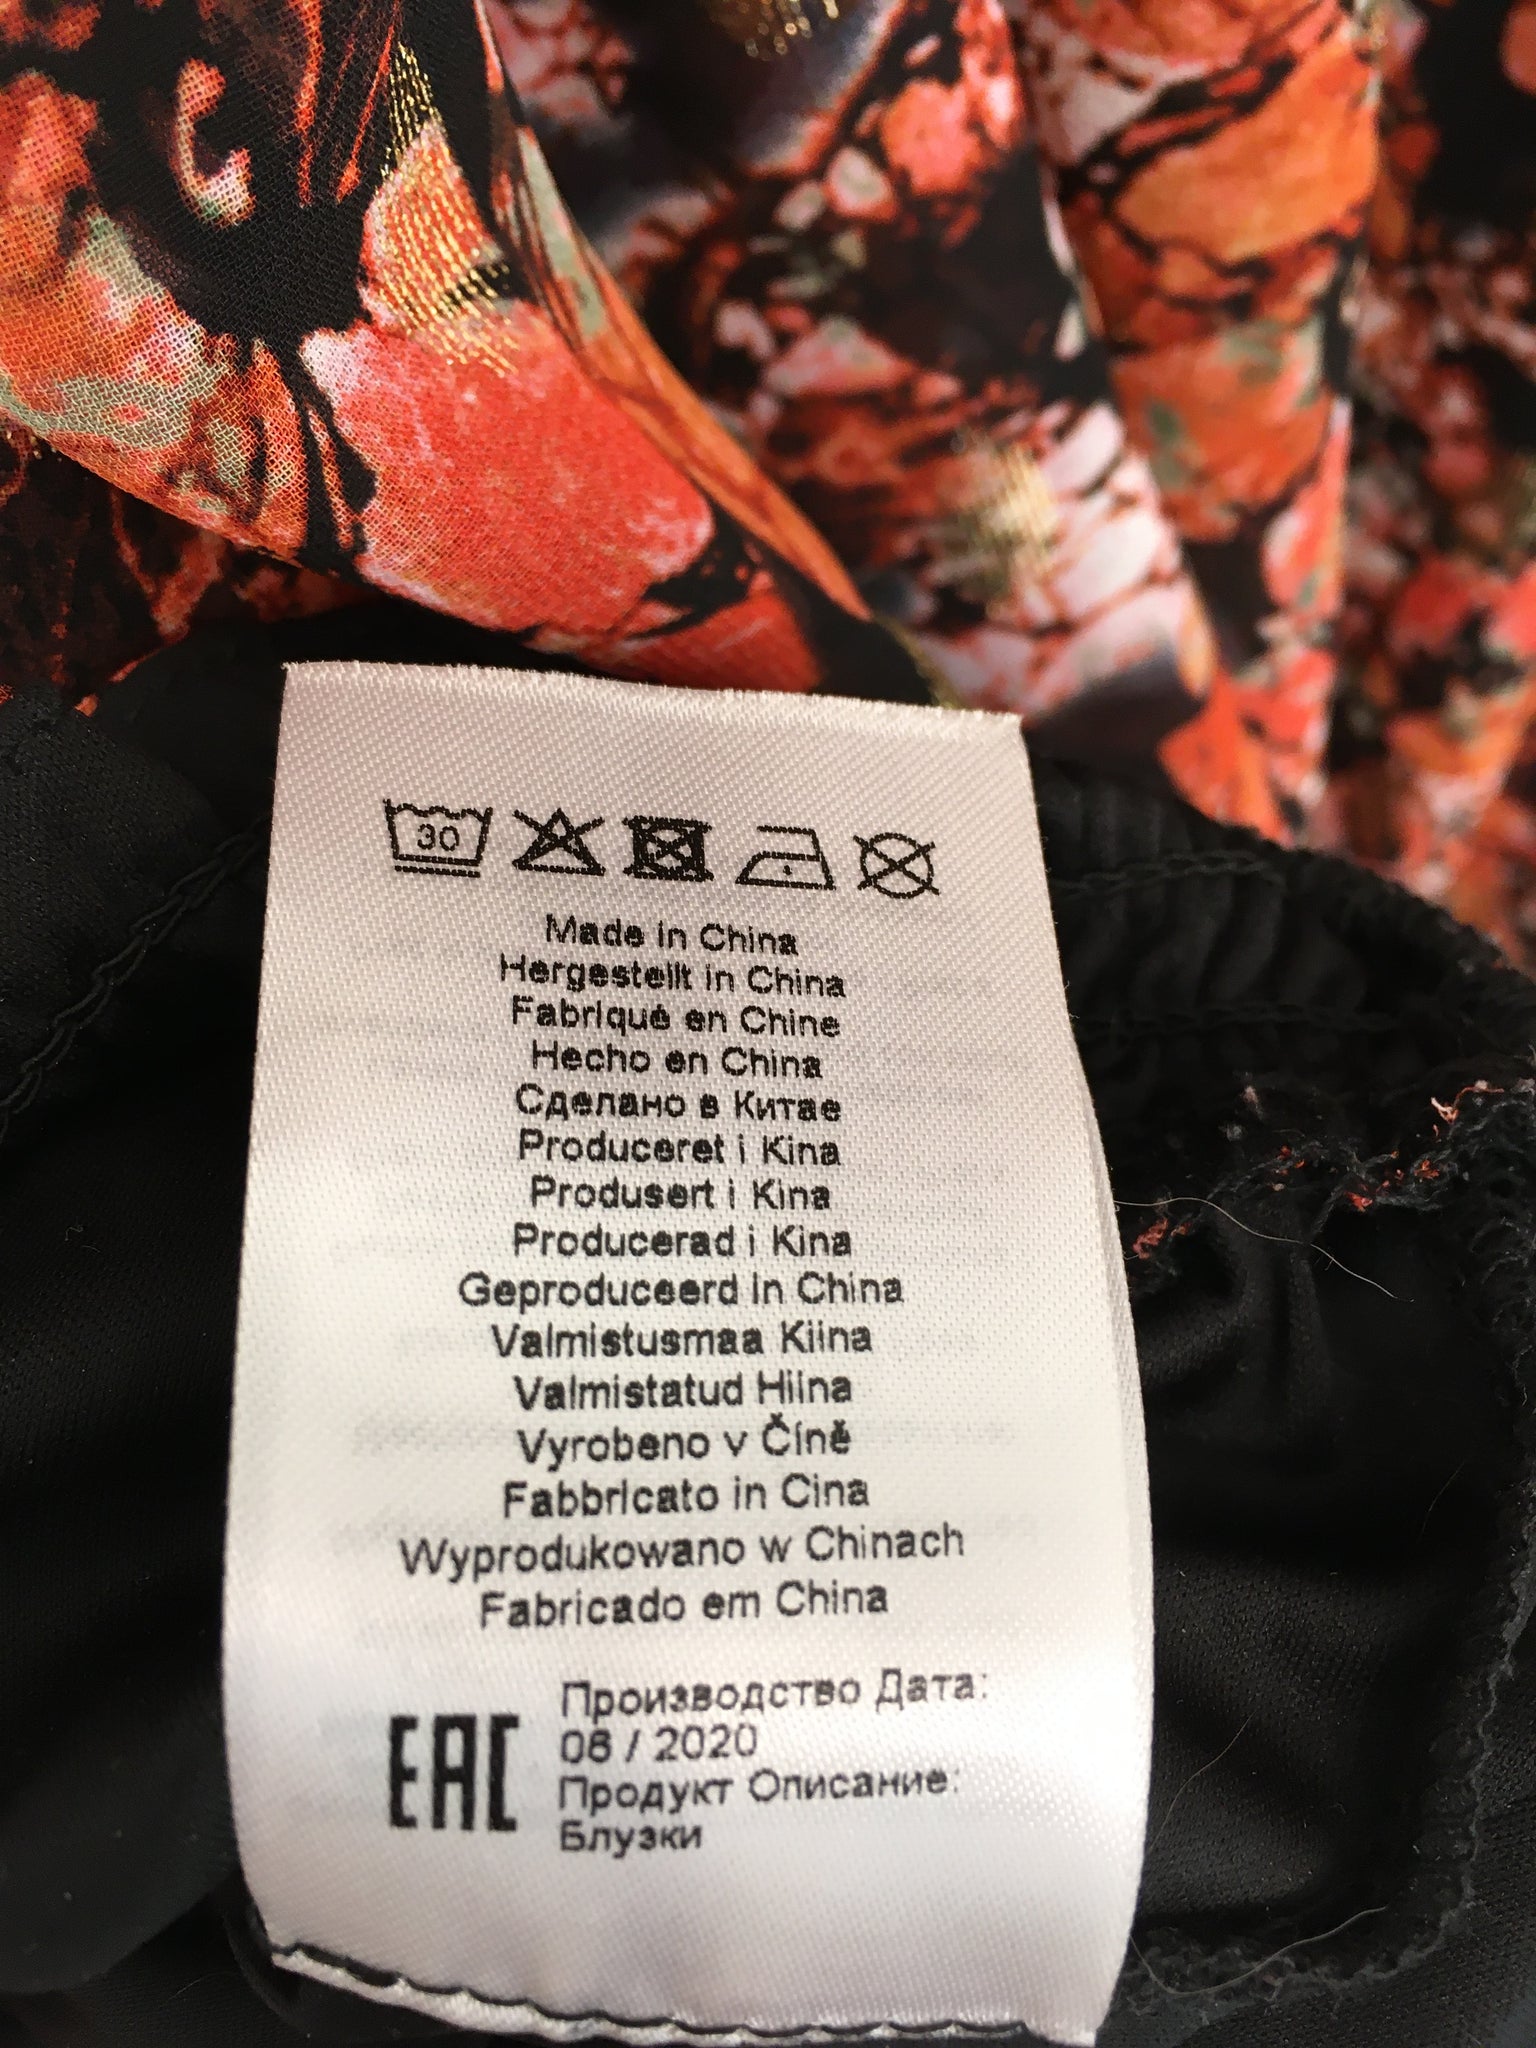 30
Made in China
Hergestellt in China
Fabriqué en Chine
Hecho en China
Сделано в Китае
Produceret i Kina
Produsert i Kina
Producerad i Kina
Geproduceerd in China
Valmistusmaa Kiina
Valmistatud Hiina
Vyrobeno v Číně
Fabbricato in Cina
Wyprodukowano w Chinach
Fabricado em China
EAC
Производство Дата:
08 / 2020
Продукт Описание:
Блузки